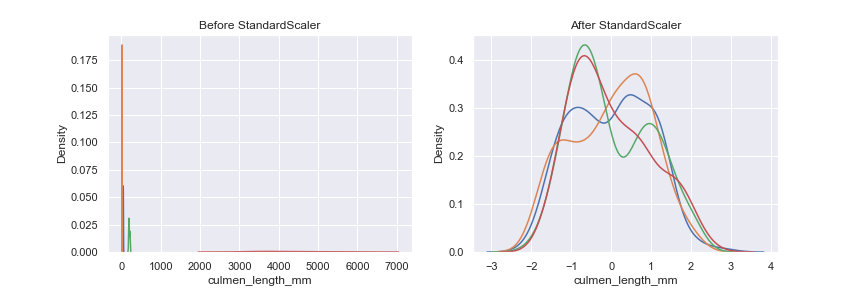 Before StandardScaler
Density
0.175
0.150
0.125
0.100
0.075
0.050
0.025
0.000
0 1000 2000 3000 4000 5000 6000 7000
culmen_length_mm
After StandardScaler
Density
0.4
0.3
0.2
0.1
0.0
−3 −2 −1 0 1 2 3 4
culmen_length_mm